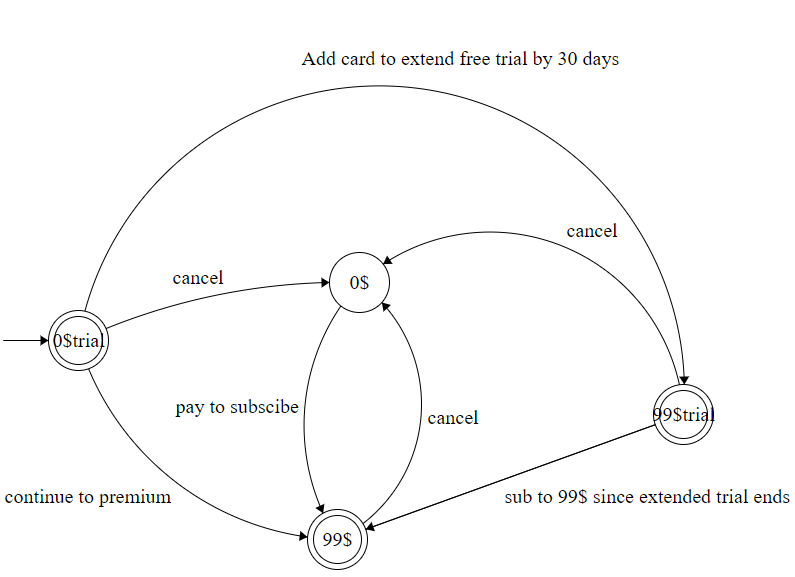 Add card to extend free trial by 30 days
cancel
cancel
0$
0$trial
pay to subscibe
cancel
99$trial
continue to premium
sub to 99$ since extended trial ends
99$